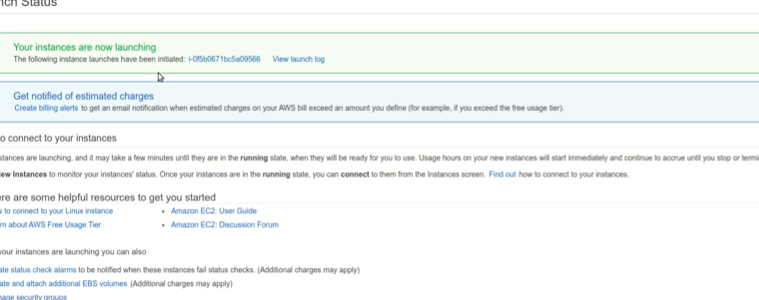 nch Status
Your instances are now launching
The following instance launches have been initiated: i-0f5b0671bc5a09566 View launch log
Get notified of estimated charges
Create billing alerts to get an email notification when estimated charges on your AWS bill exceed an amount you define (for example, if you exceed the free usage tier).
o connect to your instances
stances are launching, and it may take a few minutes until they are in the running state, when they will be ready for you to use. Usage hours on your new instances will start immediately and continue to accrue until you stop or termi
ew Instances to monitor your instances' status. Once your instances are in the running state, you can connect to them from the Instances screen. Find out how to connect to your instances.
ere are some helpful resources to get you started
w to connect to your Linux instance • Amazon EC2: User Guide
rn about AWS Free Usage Tier • Amazon EC2: Discussion Forum
your instances are launching you can also
ate status check alarms to be notified when these instances fail status checks. (Additional charges may apply)
ate and attach additional EBS volumes (Additional charges may apply)
nage security groups